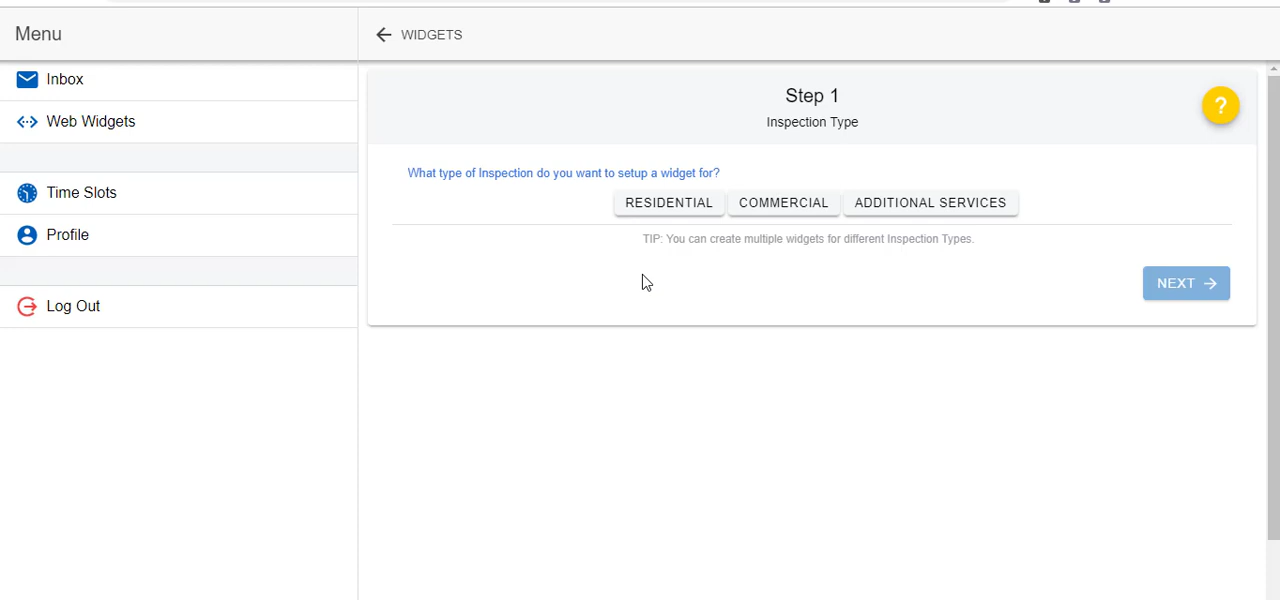 Menu
WIDGETS
Inbox
Web Widgets
Time Slots
Profile
Log Out
Step 1
Inspection Type
?
What type of Inspection do you want to setup a widget for?
RESIDENTIAL COMMERCIAL ADDITIONAL SERVICES
TIP: You can create multiple widgets for different Inspection Types.
NEXT